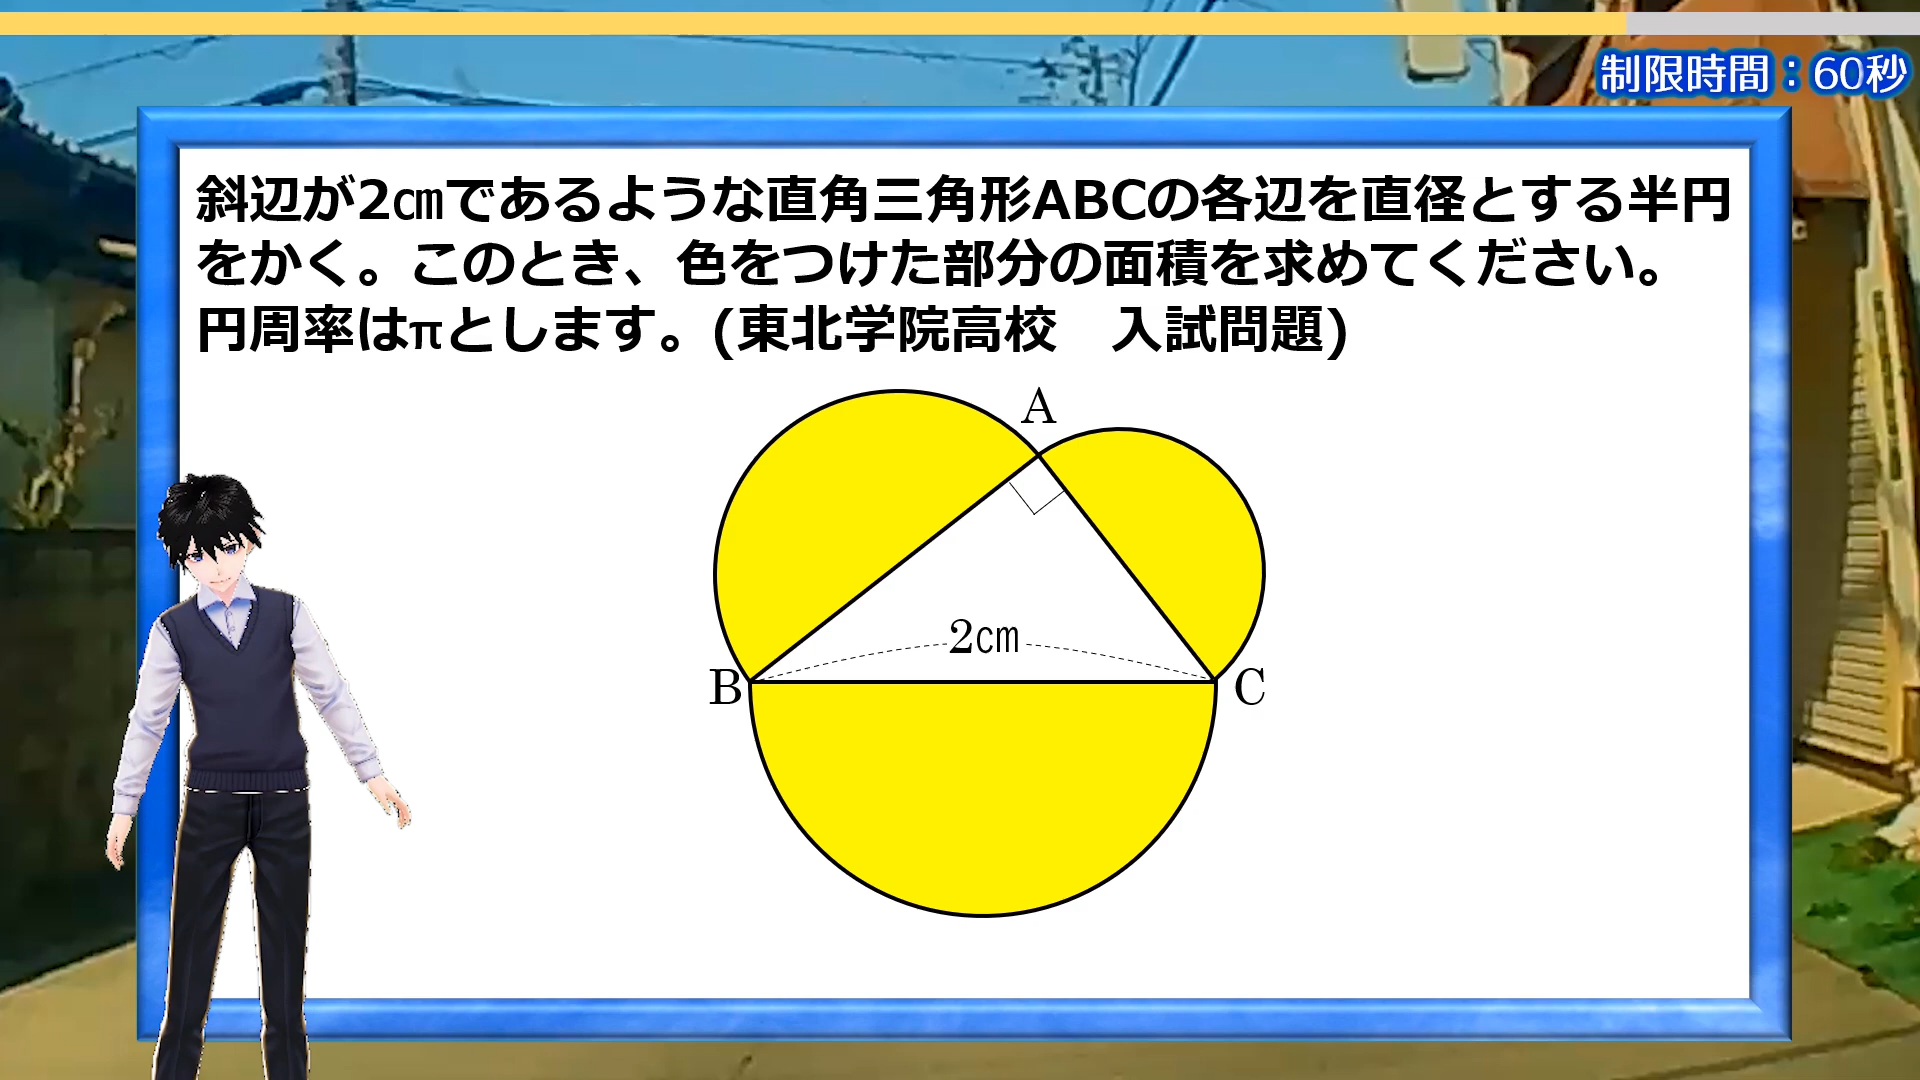 制限時間：60秒
斜辺が2㎝であるような直角三角形ABCの各辺を直径とする半円
をかく。このとき、色をつけた部分の面積を求めてください。
円周率はπとします。(東北学院高校　入試問題)
A
2㎝
B
C